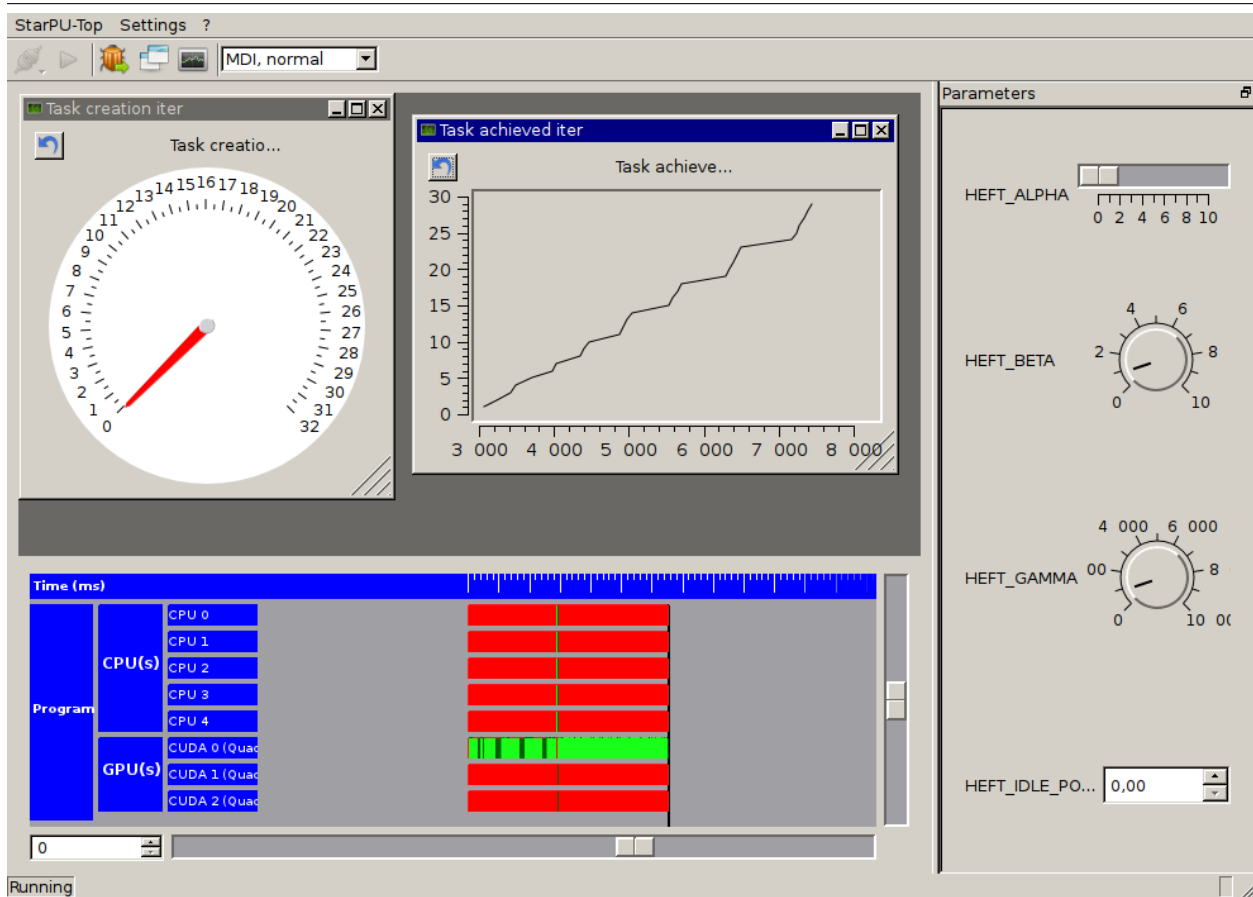 StarPU-Top Settings ?
MDI, normal
Task creation iter
Task creatio...
0 1 2 3 4 5 6 7 8 9 10 11 12 13 14 15 16 17 18 19 20 21 22 23 24 25 26 27 28 29 30 31 32
Task achieved iter
Task achieve...
30
25
20
15
10
5
0
3 000 4 000 5 000 6 000 7 000 8 000
Parameters
HEFT_ALPHA
0 2 4 6 8 10
HEFT_BETA
0 2 4 6 8 10
HEFT_GAMMA
4 000 6 000
00 8
0 10 00
HEFT_IDLE_PO... 0,00
Time (ms)
Program
CPU(s)
CPU 0
CPU 1
CPU 2
CPU 3
CPU 4
GPU(s)
CUDA 0 (Quad
CUDA 1 (Quad
CUDA 2 (Quad
0
Running